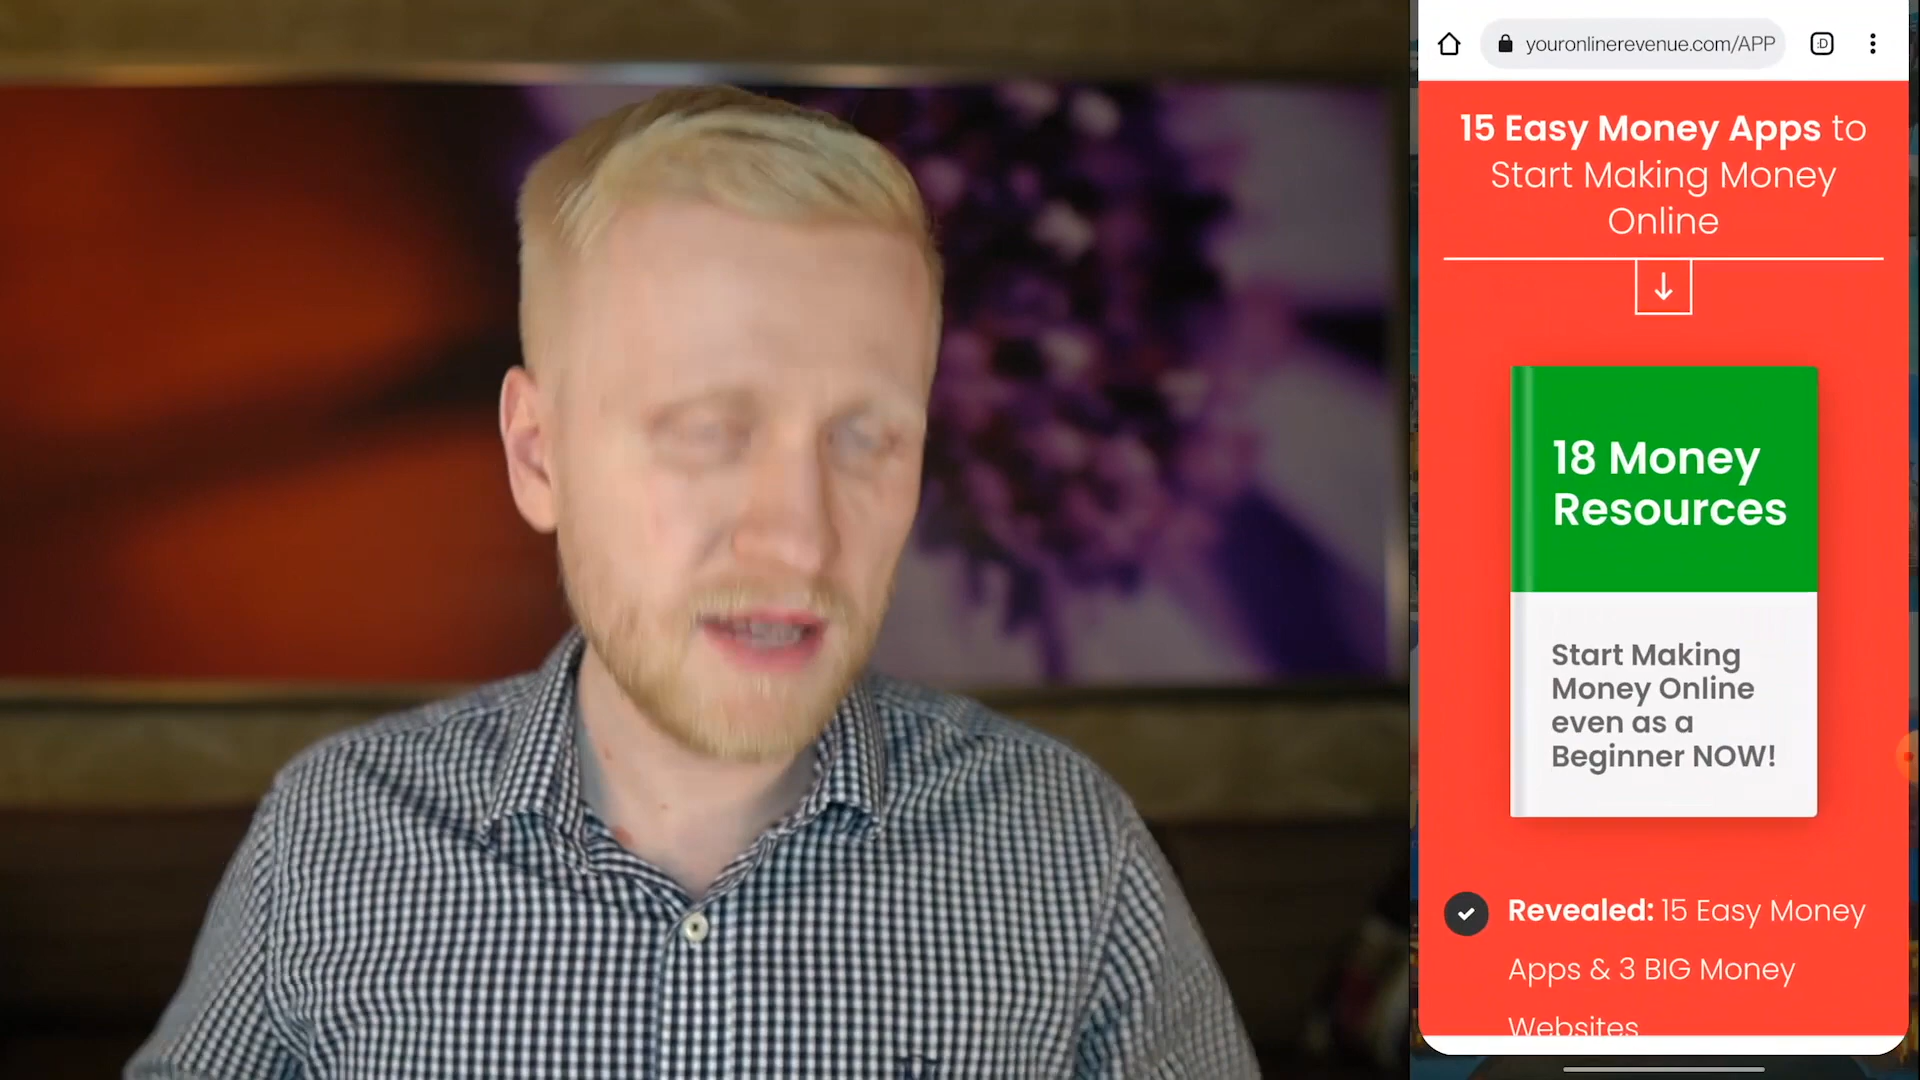 youronlinerevenue.com/APP
:D
15 Easy Money Apps to
Start Making Money
Online
18 Money
Resources
Start Making
Money Online
even as a
Beginner NOW!
Revealed: 15 Easy Money
Apps & 3 BIG Money
Websites